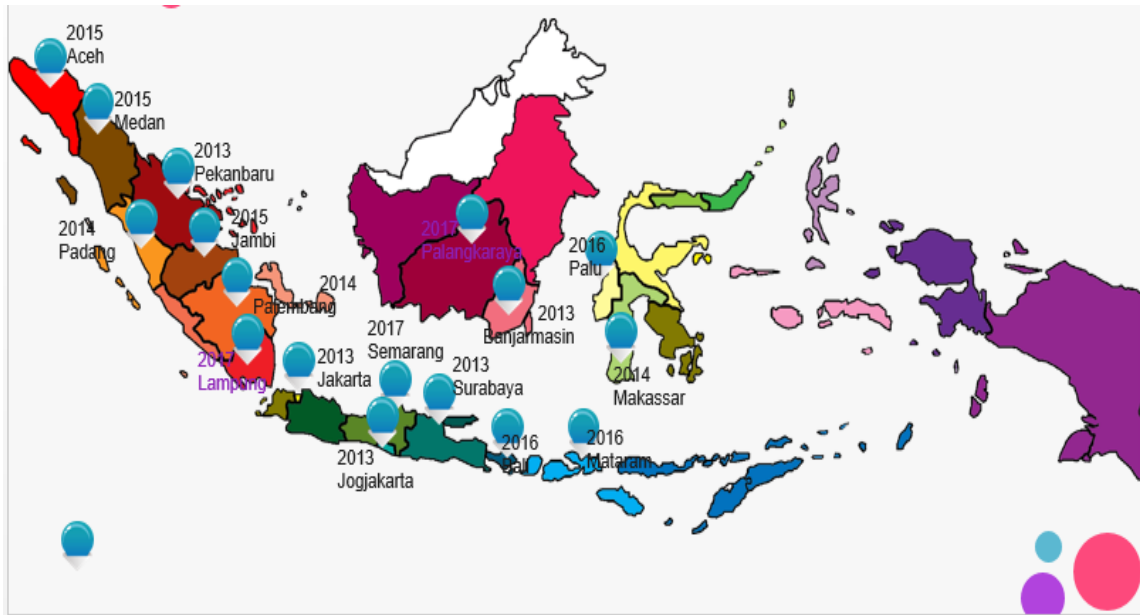 2015
Aceh
2015
Medan
2013
Pekanbaru
2014
Padang
2015
Jambi
2014
Palembang
2017
Lampung
2017
Palangkaraya
2013
Banjarmasin
2016
Palu
2014
Makassar
2013
Jakarta
2017
Semarang
2013
Surabaya
2013
Jogjakarta
2016
Bali
2016
Mataram